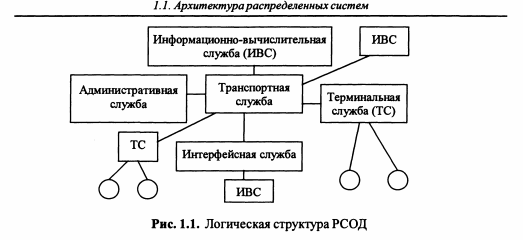 1.1. Архитектура распределенных систем
Информационно-вычислительная
служба (ИВС)
ИВС
Административная
служба
Транспортная
служба
Терминальная
служба (ТС)
ТС
Интерфейсная служба
ИВС
Рис. 1.1. Логическая структура РСОД